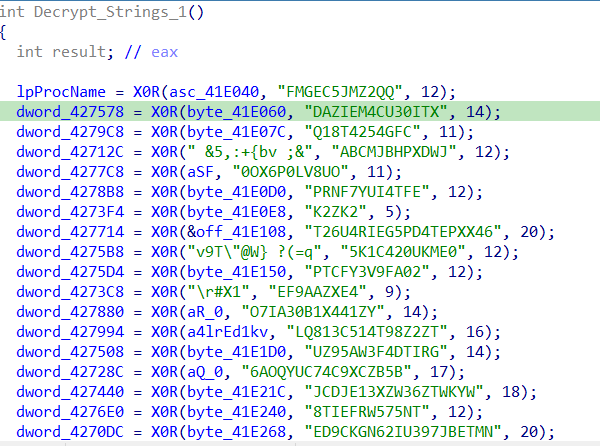 int Decrypt_Strings_1()
{
int result; // eax
lpProcName = X0R(asc_41E040, "FMGEC5JMZ2QQ", 12);
dword_427578 = X0R(byte_41E060, "DAZIEM4CU30ITX", 14);
dword_4279C8 = X0R(byte_41E07C, "Q18T4254GFC", 11);
dword_42712C = X0R(" &5,:+{bv ;&", "ABCMJBHPXDWJ", 12);
dword_4277C8 = X0R(aSF, "0OX6P0LV8UO", 11);
dword_4278B8 = X0R(byte_41E0D0, "PRNF7YUI4TFE", 12);
dword_4273F4 = X0R(byte_41E0E8, "K2ZK2", 5);
dword_427714 = X0R(&off_41E108, "T26U4RIEG5PD4TEPXX46", 20);
dword_4275B8 = X0R("v9T\"@W} ?(=q", "5K1C420UKME0", 12);
dword_4275D4 = X0R(byte_41E150, "PTCFY3V9FA02", 12);
dword_4273C8 = X0R("\r#X1", "EF9AAZXE4", 9);
dword_427880 = X0R(aR_0, "O7IA30B1X441ZY", 14);
dword_427994 = X0R(a4lrEd1kv, "LQ813C514T98Z2ZT", 16);
dword_427508 = X0R(byte_41E1D0, "UZ95AW3F4DTIRG", 14);
dword_42728C = X0R(aQ_0, "6AOQYUC74C9XCZB5B", 17);
dword_427440 = X0R(byte_41E21C, "JCDJE13XZW36ZTWKYW", 18);
dword_4276E0 = X0R(byte_41E240, "8TIEFRW575NT", 12);
dword_4270DC = X0R(byte_41E268, "ED9CKGN62IU397JBETMN", 20);